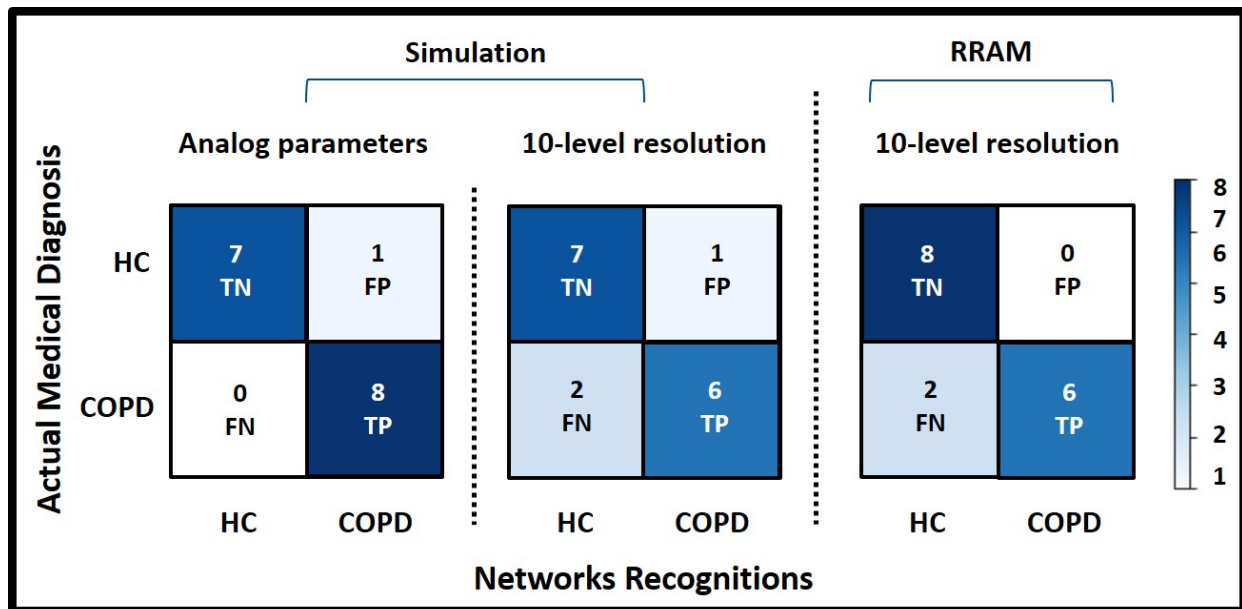 Simulation
RRAM
Actual Medical Diagnosis
Analog parameters
10-level resolution
10-level resolution
HC
7
TN
1
FP
7
TN
1
FP
8
TN
0
FP
COPD
0
FN
8
TP
2
FN
6
TP
2
FN
6
TP
8
7
6
5
4
3
2
1
HC
COPD
HC
COPD
HC
COPD
Networks Recognitions